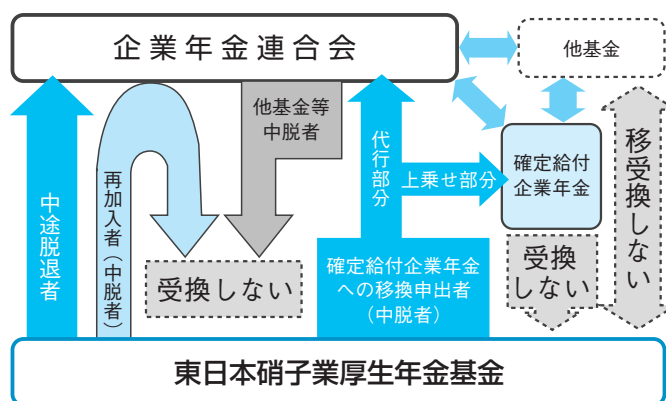 企業年金連合会
他基金
他基金等
中脱者
中途脱退者
再加入者（中脱者）
受換しない
代行部分
上乗せ部分
確定給付
企業年金
確定給付企業年金
への移換申出者
（中脱者）
受換
しない
移受換しない
東日本硝子業厚生年金基金